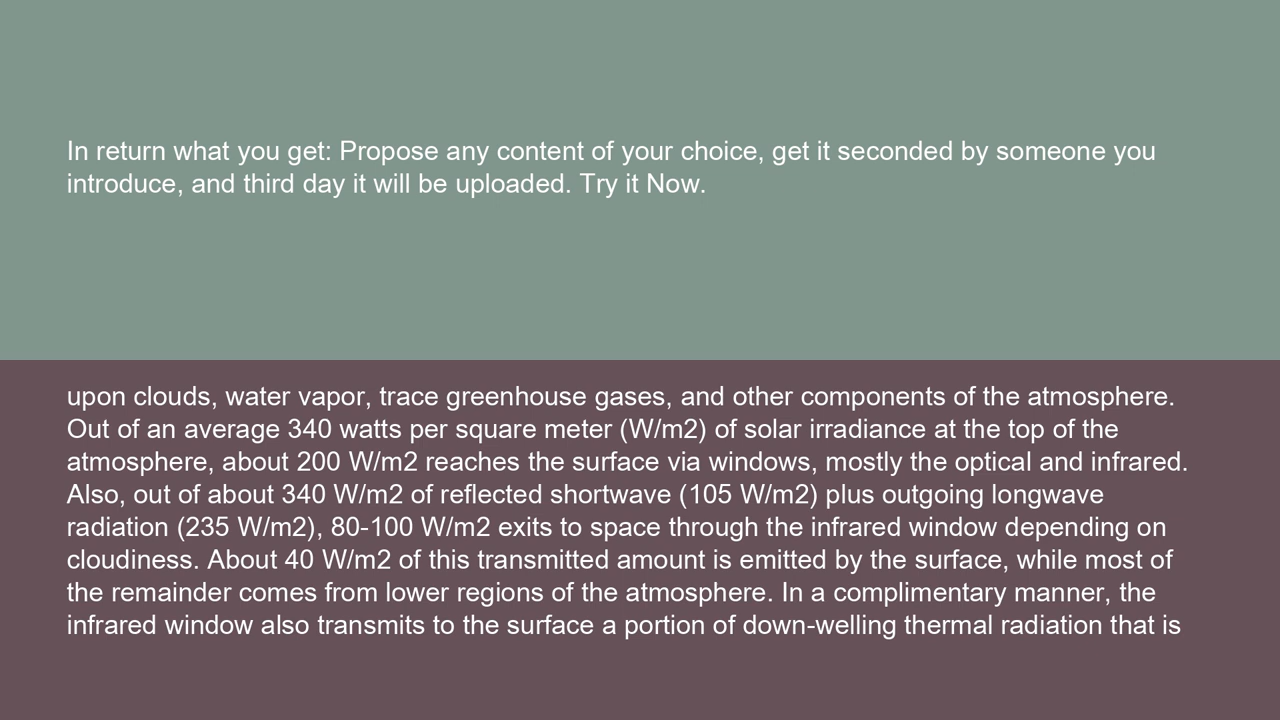 In return what you get: Propose any content of your choice, get it seconded by someone you
introduce, and third day it will be uploaded. Try it Now.
upon clouds, water vapor, trace greenhouse gases, and other components of the atmosphere.
Out of an average 340 watts per square meter (W/m2) of solar irradiance at the top of the
atmosphere, about 200 W/m2 reaches the surface via windows, mostly the optical and infrared.
Also, out of about 340 W/m2 of reflected shortwave (105 W/m2) plus outgoing longwave
radiation (235 W/m2), 80-100 W/m2 exits to space through the infrared window depending on
cloudiness. About 40 W/m2 of this transmitted amount is emitted by the surface, while most of
the remainder comes from lower regions of the atmosphere. In a complimentary manner, the
infrared window also transmits to the surface a portion of down-welling thermal radiation that is